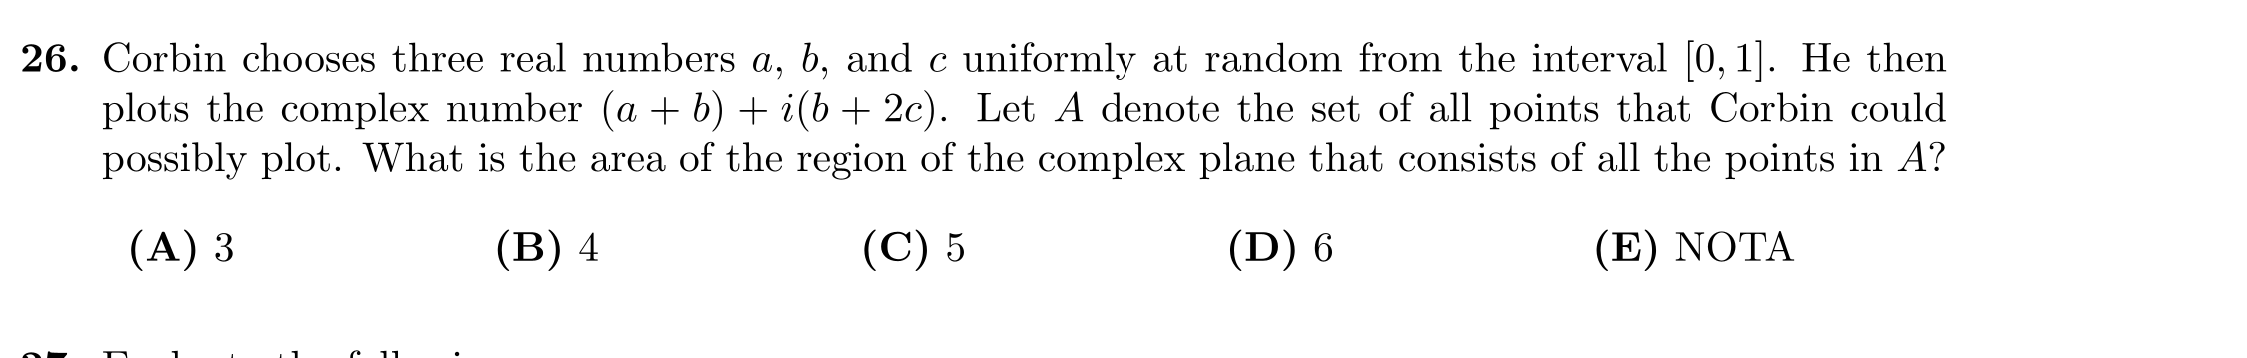 26. Corbin chooses three real numbers a, b, and c uniformly at random from the interval [0, 1]. He then
plots the complex number (a + b) + i(b + 2c). Let A denote the set of all points that Corbin could
possibly plot. What is the area of the region of the complex plane that consists of all the points in A?
(A) 3 (B) 4 (C) 5 (D) 6 (E) NOTA